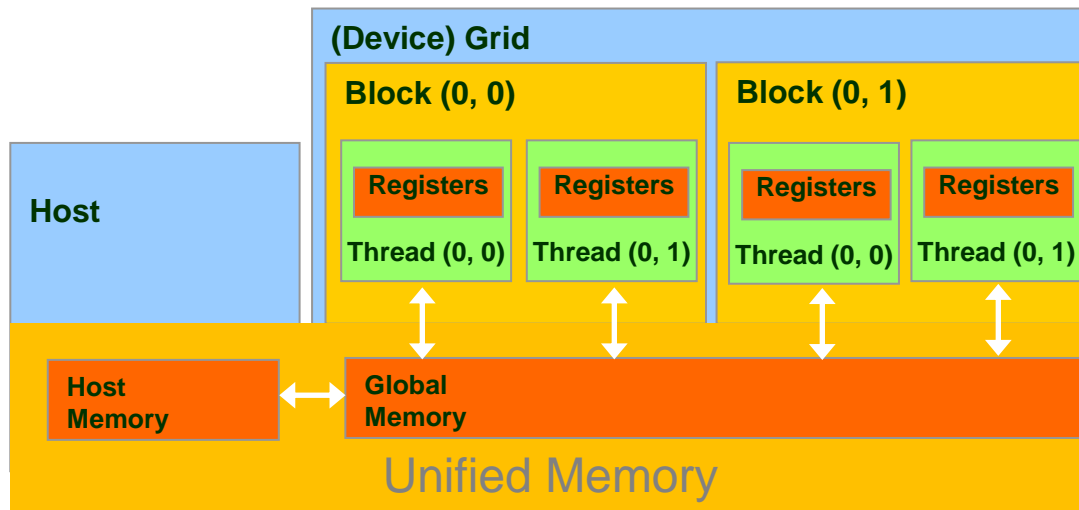 (Device) Grid
Block (0, 0)
Block (0, 1)
Registers
Registers
Registers
Registers
Host
Thread (0, 0)
Thread (0, 1)
Thread (0, 0)
Thread (0, 1)
Host
Memory
Global
Memory
Unified Memory